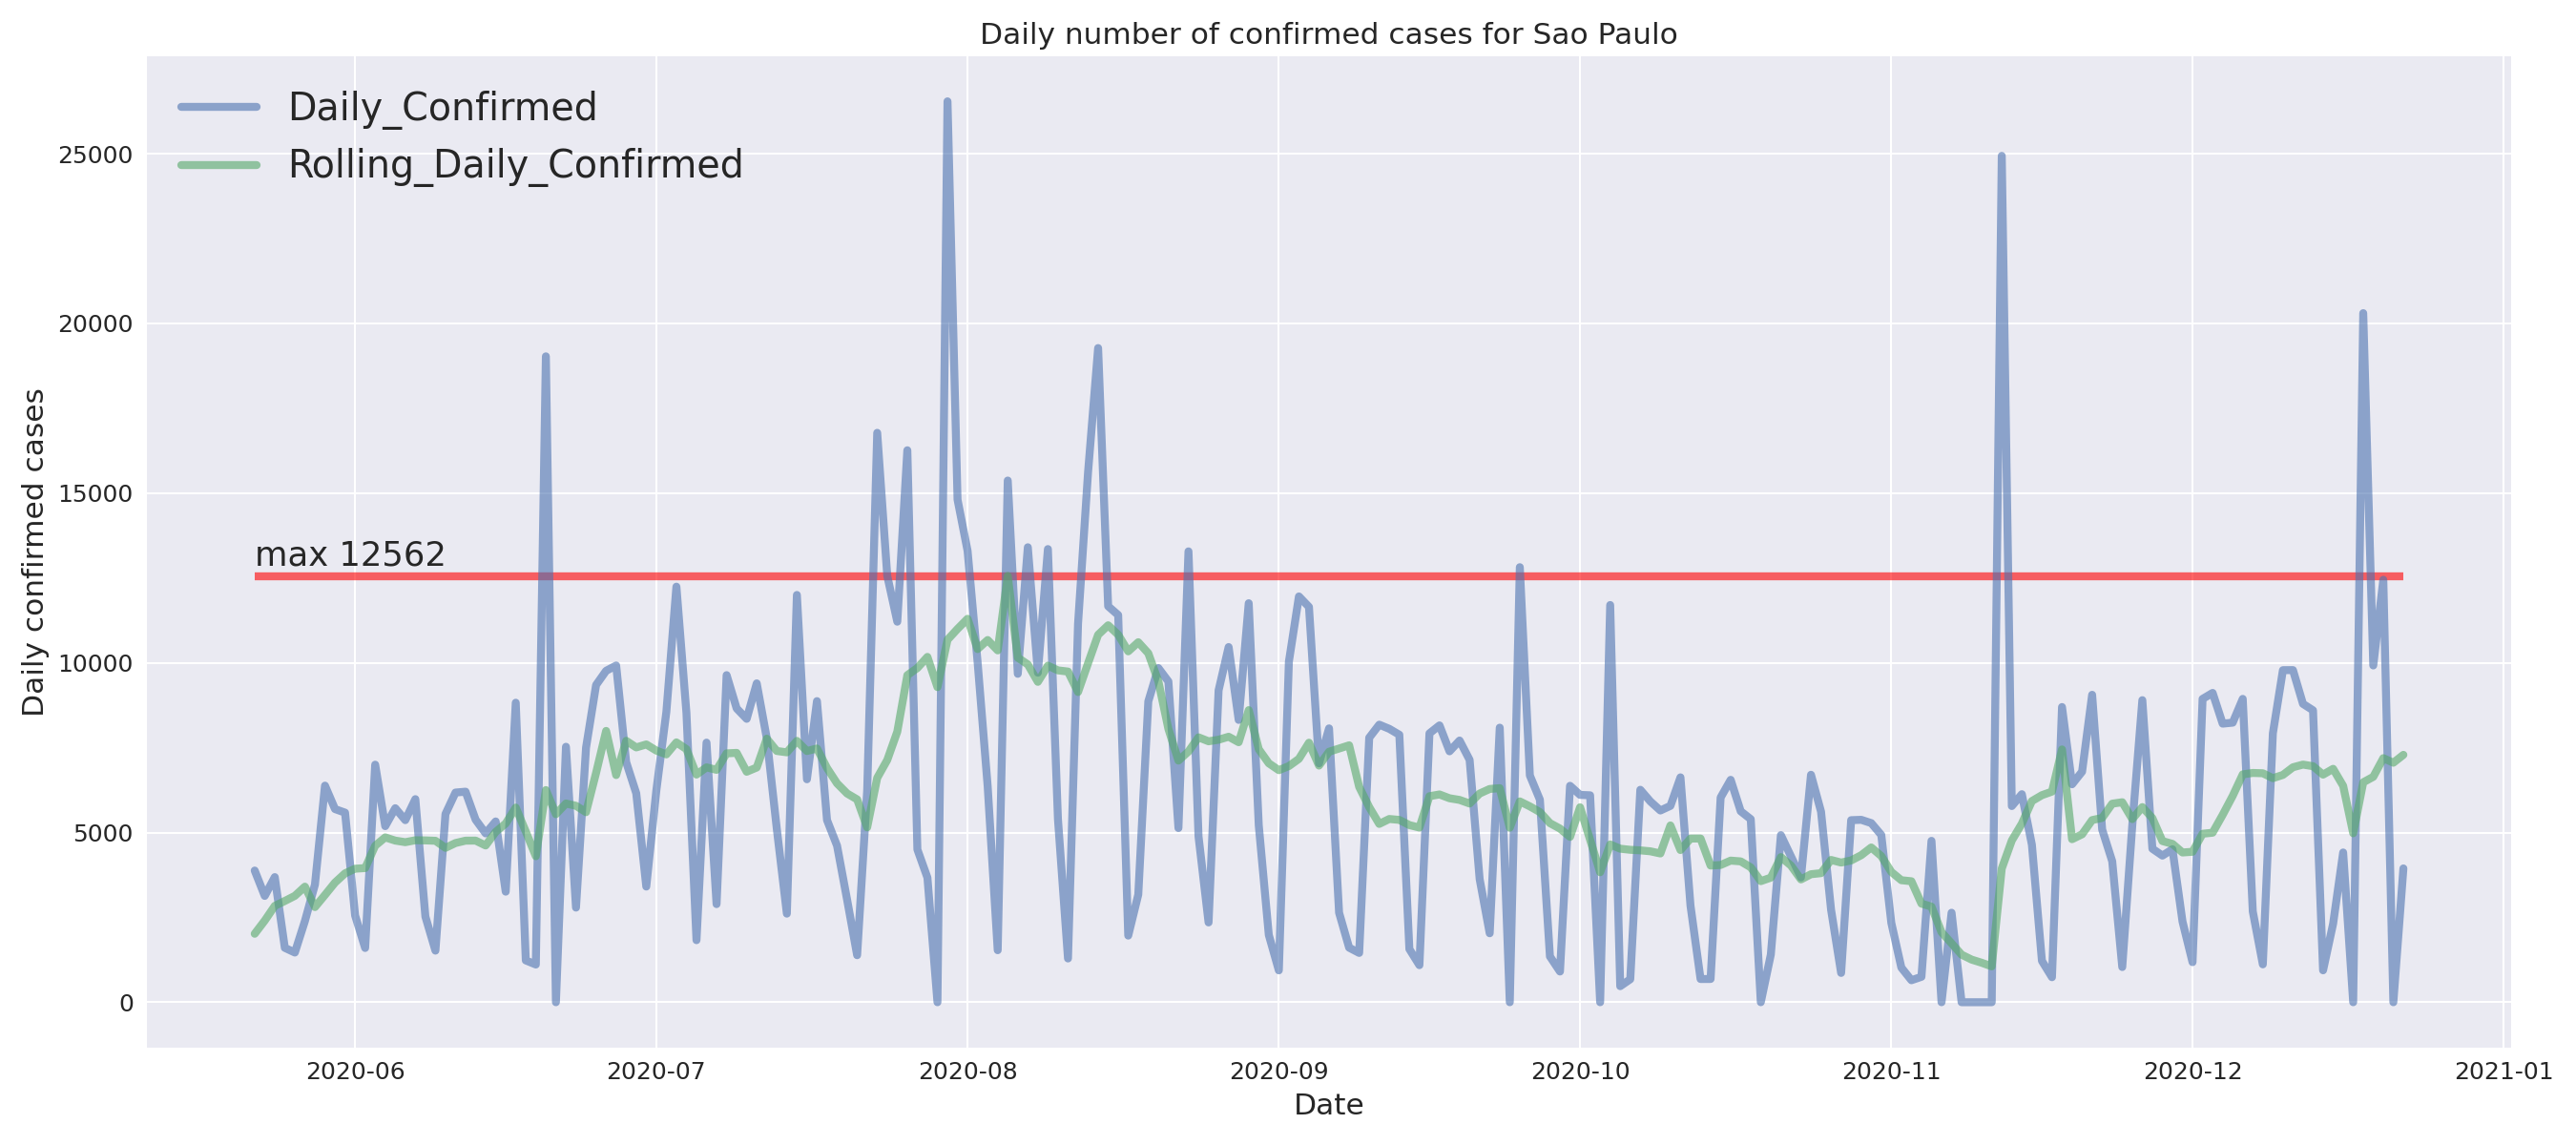 Daily number of confirmed cases for Sao Paulo
Daily_Confirmed
Rolling_Daily_Confirmed
25000
20000
15000
10000
5000
0
Daily confirmed cases
max 12562
2020-06
2020-07
2020-08
2020-09
2020-10
2020-11
2020-12
2021-01
Date